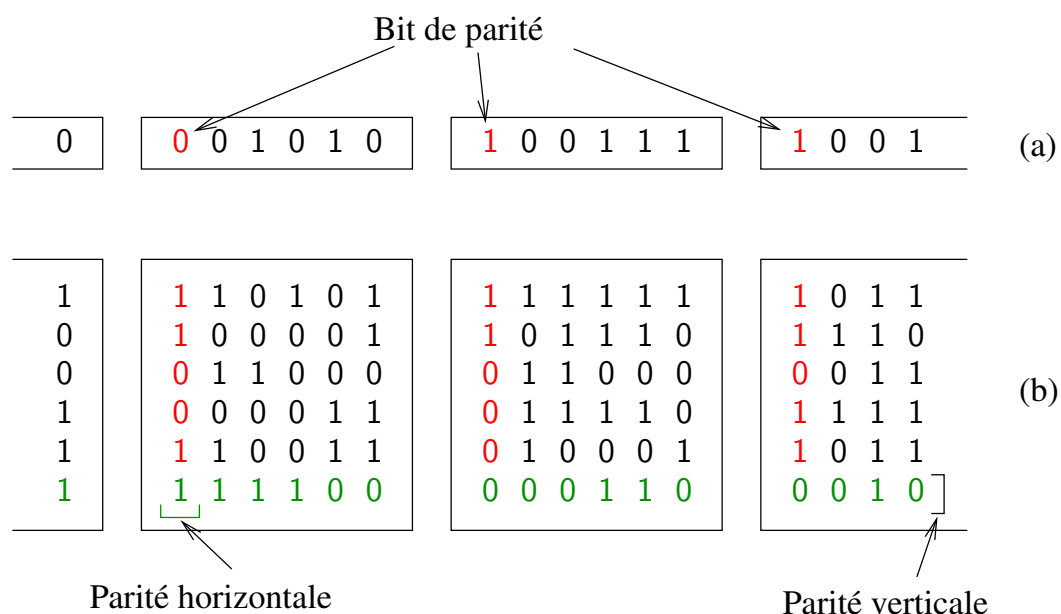 Bit de parité
0 0 0 1 0 1 0 1 0 0 1 1 1 1 0 0 1 (a)
1 1 1 0 1 0 1 1 1 1 1 1 1 1 0 1 1
0 1 0 0 0 0 1 1 0 1 1 1 0 1 1 1 0
0 0 1 1 0 0 0 0 1 1 0 0 0 0 0 1 1 (b)
1 0 0 0 0 1 1 0 0 1 1 1 0 1 1 1 1
1 1 1 0 0 1 1 0 1 0 0 0 1 1 0 1 1
1 1 1 1 1 0 0 0 0 0 1 1 0 0 0 1 0
Parité horizontale
Parité verticale